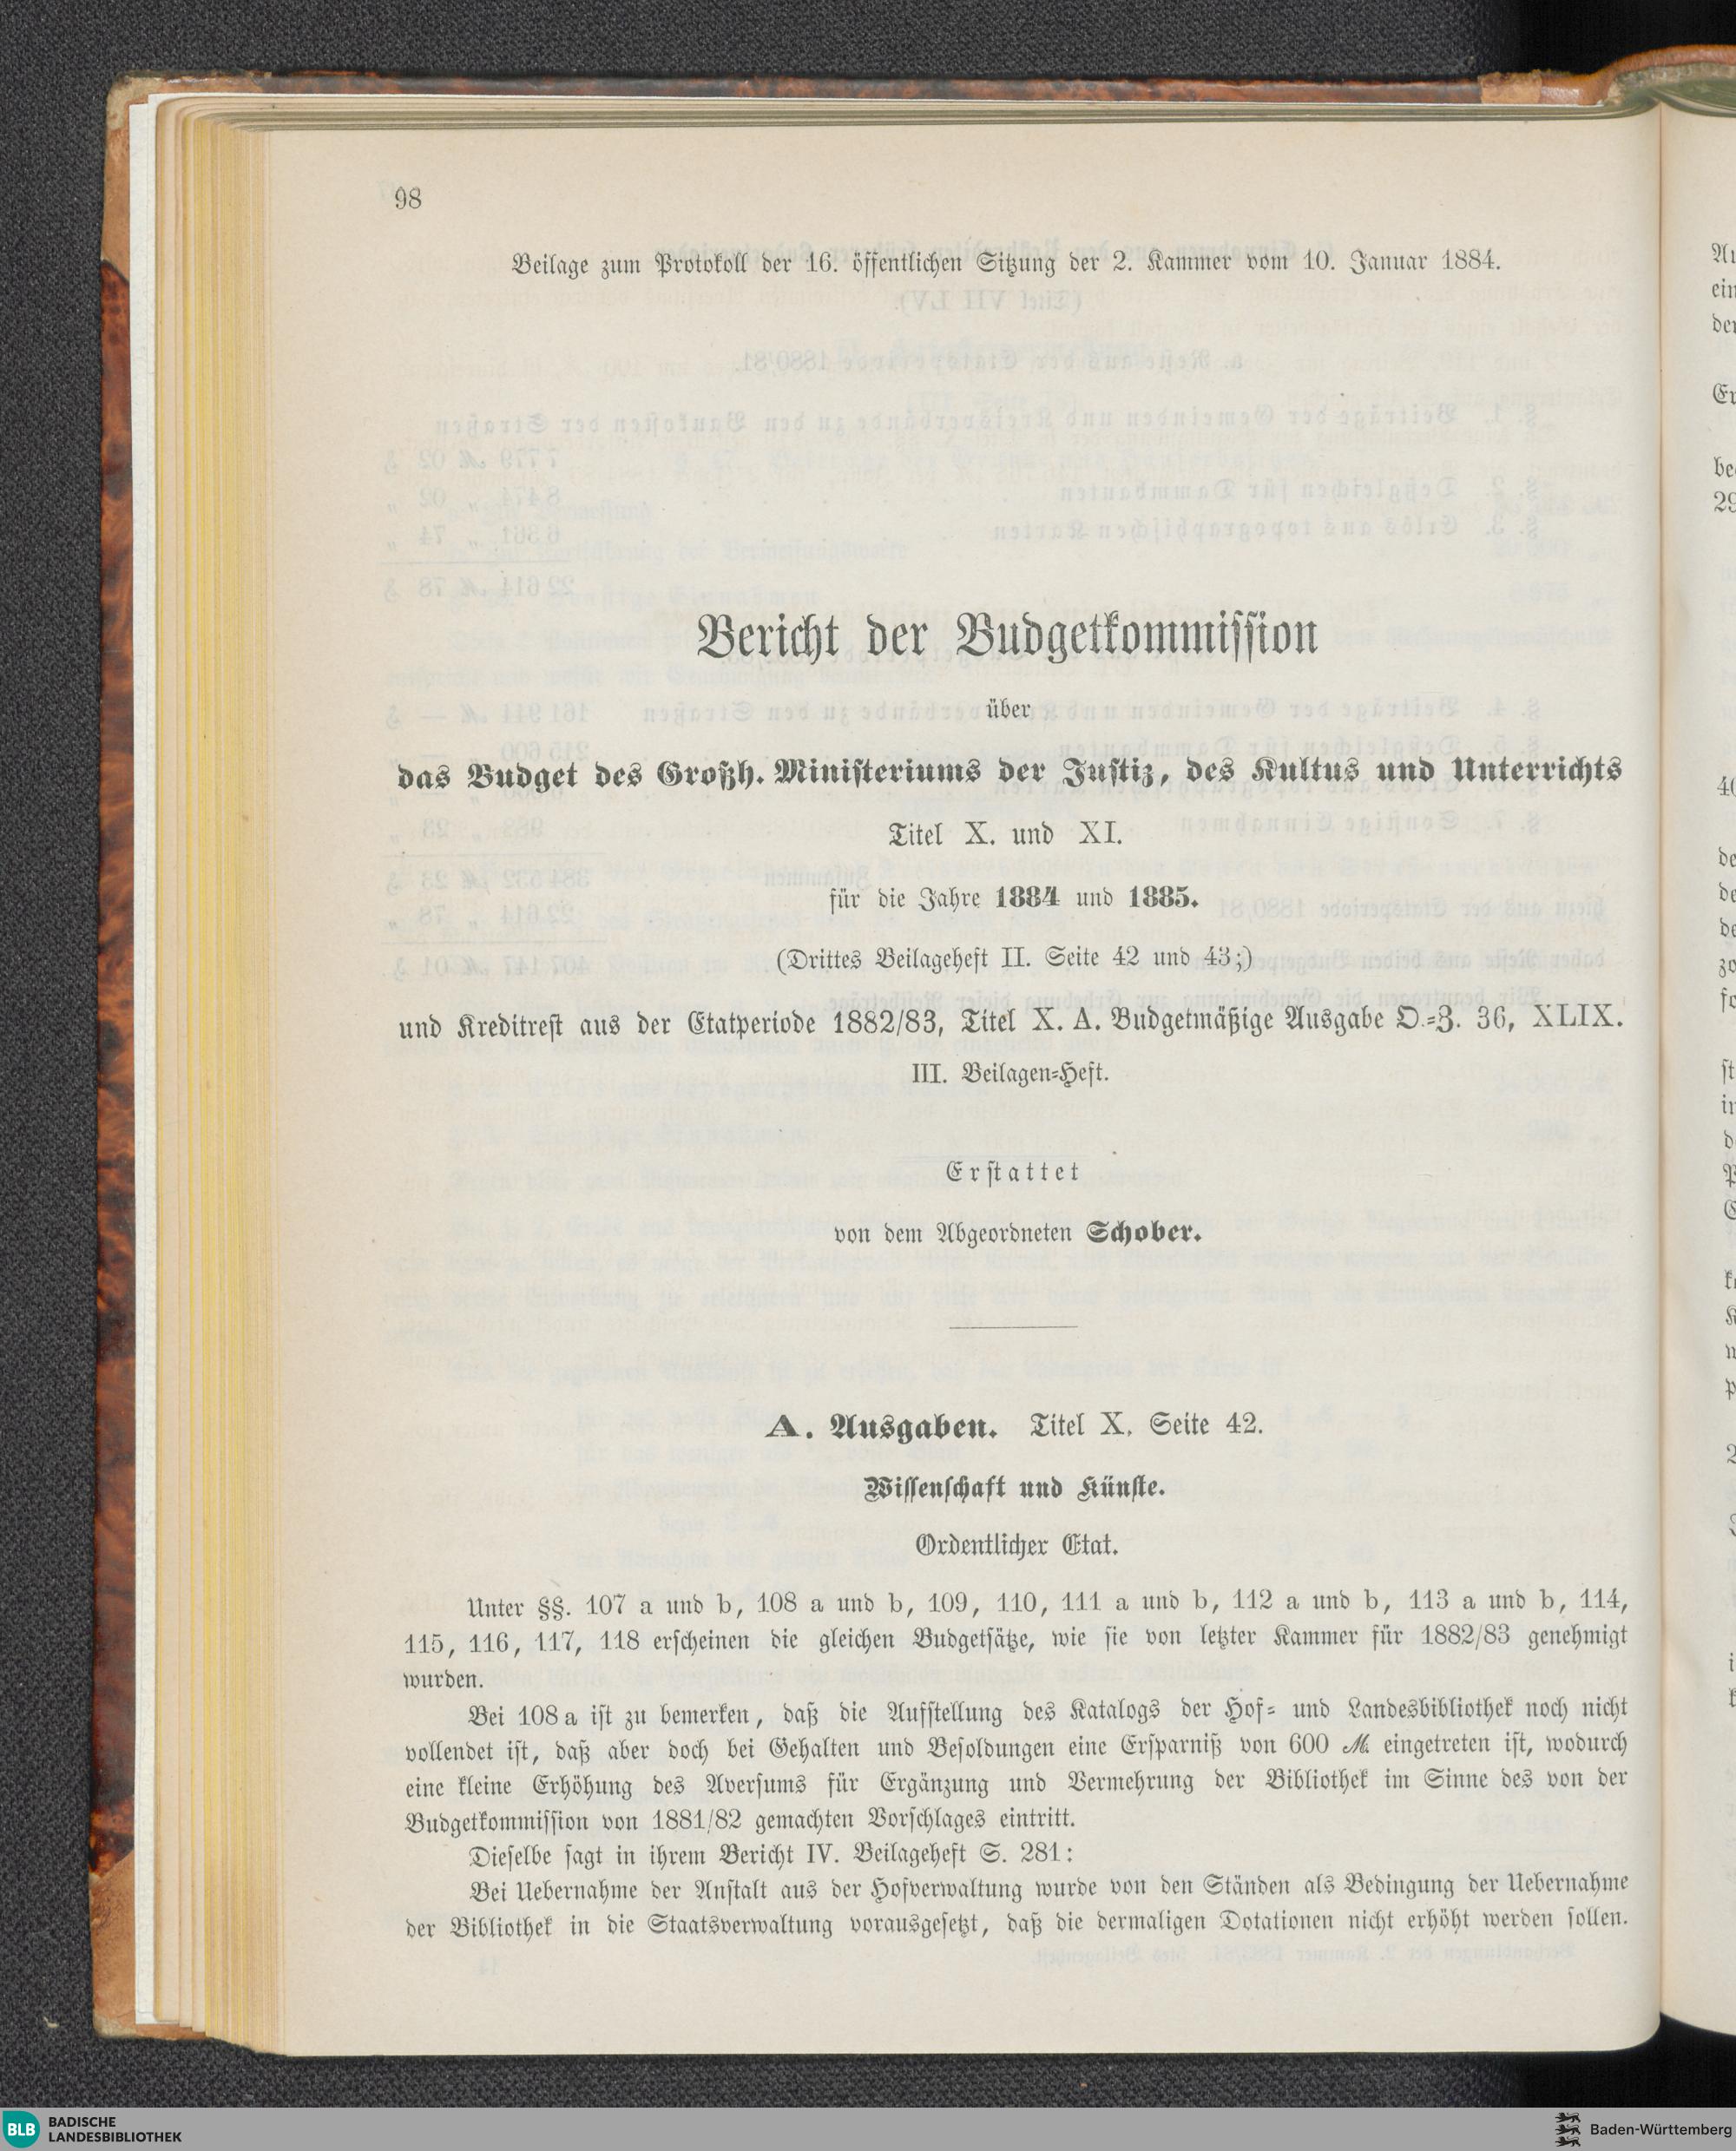 98
Beilage zum Protokoll der 16. öffentlichen Sitzung der 2. Kammer vom 10. Januar 1884.
Bericht der Budgetkommission
über
das Budget des Großh. Ministeriums der Justiz, des Kultus und Unterrichts
Titel X. und XI.
für die Jahre 1884 und 1885.
(Drittes Beilageheft II. Seite 42 und 43;)
und Kreditrest aus der Etatperiode 1882/83, Titel X. A. Budgetmäßige Ausgabe O.=Z. 36, XLIX.
III. Beilagen=Heft.
Erstattet
von dem Abgeordneten Schober.
A. Ausgaben. Titel X. Seite 42.
Wissenschaft und Künste.
Ordentlicher Etat.
Unter §§. 107 a und b, 108 a und b, 109, 110, 111 a und b, 112 a und b, 113 a und b, 114,
115, 116, 117, 118 erscheinen die gleichen Budgetsätze, wie sie von letzter Kammer für 1882/83 genehmigt
wurden.
Bei 108 a ist zu bemerken, daß die Aufstellung des Katalogs der Hof= und Landesbibliothek noch nicht
vollendet ist, daß aber doch bei Gehalten und Besoldungen eine Ersparniß von 600 M. eingetreten ist, wodurch
eine kleine Erhöhung des Aversums für Ergänzung und Vermehrung der Bibliothek im Sinne des von der
Budgetkommission von 1881/82 gemachten Vorschlages eintritt.
Dieselbe sagt in ihrem Bericht IV. Beilageheft S. 281:
Bei Uebernahme der Anstalt aus der Hofverwaltung wurde von den Ständen als Bedingung der Uebernahme
der Bibliothek in die Staatsverwaltung vorausgesetzt, daß die dermaligen Dotationen nicht erhöht werden sollen.
BLB BADISCHE
LANDESBIBLIOTHEK
Baden-Württemberg